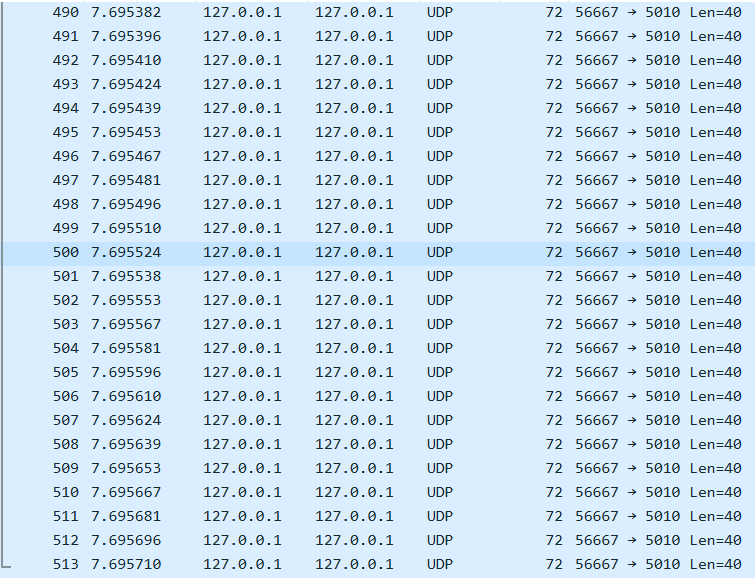 490 7.695382 127.0.0.1 127.0.0.1 UDP 72 56667 → 5010 Len=40
491 7.695396 127.0.0.1 127.0.0.1 UDP 72 56667 → 5010 Len=40
492 7.695410 127.0.0.1 127.0.0.1 UDP 72 56667 → 5010 Len=40
493 7.695424 127.0.0.1 127.0.0.1 UDP 72 56667 → 5010 Len=40
494 7.695439 127.0.0.1 127.0.0.1 UDP 72 56667 → 5010 Len=40
495 7.695453 127.0.0.1 127.0.0.1 UDP 72 56667 → 5010 Len=40
496 7.695467 127.0.0.1 127.0.0.1 UDP 72 56667 → 5010 Len=40
497 7.695481 127.0.0.1 127.0.0.1 UDP 72 56667 → 5010 Len=40
498 7.695496 127.0.0.1 127.0.0.1 UDP 72 56667 → 5010 Len=40
499 7.695510 127.0.0.1 127.0.0.1 UDP 72 56667 → 5010 Len=40
500 7.695524 127.0.0.1 127.0.0.1 UDP 72 56667 → 5010 Len=40
501 7.695538 127.0.0.1 127.0.0.1 UDP 72 56667 → 5010 Len=40
502 7.695553 127.0.0.1 127.0.0.1 UDP 72 56667 → 5010 Len=40
503 7.695567 127.0.0.1 127.0.0.1 UDP 72 56667 → 5010 Len=40
504 7.695581 127.0.0.1 127.0.0.1 UDP 72 56667 → 5010 Len=40
505 7.695596 127.0.0.1 127.0.0.1 UDP 72 56667 → 5010 Len=40
506 7.695610 127.0.0.1 127.0.0.1 UDP 72 56667 → 5010 Len=40
507 7.695624 127.0.0.1 127.0.0.1 UDP 72 56667 → 5010 Len=40
508 7.695639 127.0.0.1 127.0.0.1 UDP 72 56667 → 5010 Len=40
509 7.695653 127.0.0.1 127.0.0.1 UDP 72 56667 → 5010 Len=40
510 7.695667 127.0.0.1 127.0.0.1 UDP 72 56667 → 5010 Len=40
511 7.695681 127.0.0.1 127.0.0.1 UDP 72 56667 → 5010 Len=40
512 7.695696 127.0.0.1 127.0.0.1 UDP 72 56667 → 5010 Len=40
513 7.695710 127.0.0.1 127.0.0.1 UDP 72 56667 → 5010 Len=40